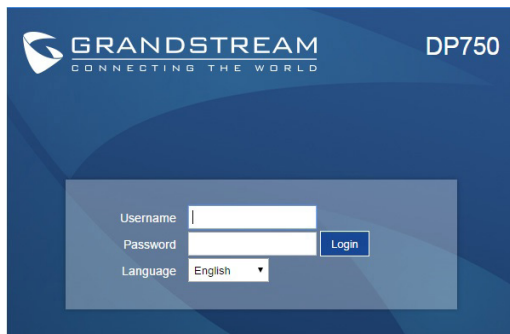 GRANDSTREAM DP750
CONNECTING THE WORLD
Username
Password Login
Language English